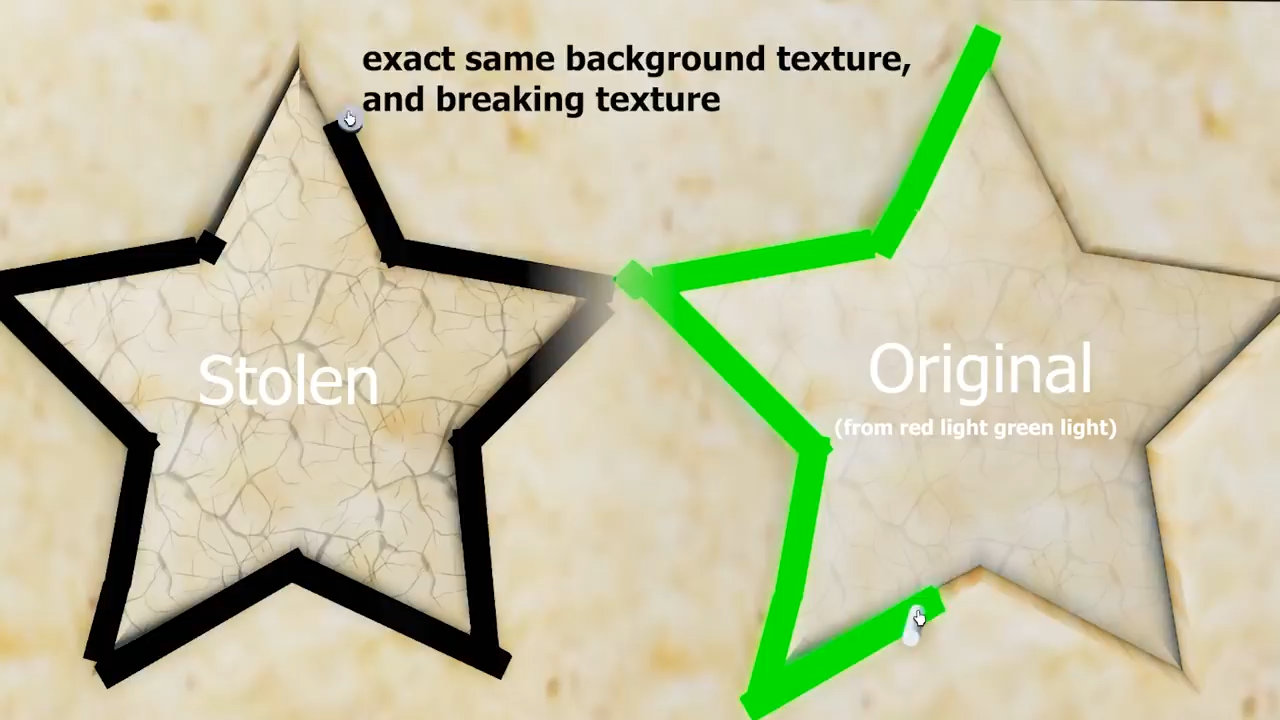 exact same background texture,
and breaking texture
Stolen
Original
(from red light green light)